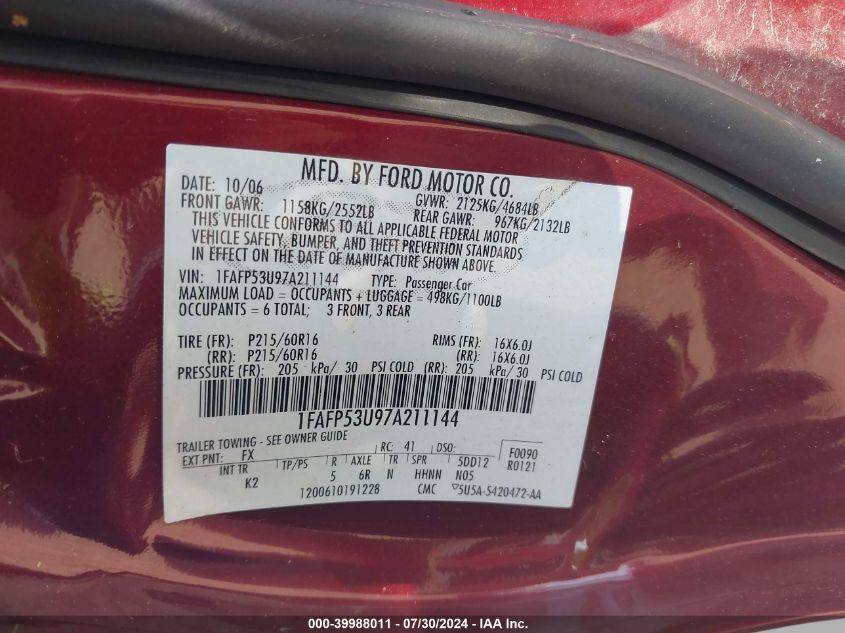 MFD. BY FORD MOTOR CO.
DATE: 10/06 GVWR: 2125KG/4684LB
FRONT GAWR: 1158KG/2552LB REAR GAWR: 967KG/2132LB
THIS VEHICLE CONFORMS TO ALL APPLICABLE FEDERAL MOTOR
VEHICLE SAFETY, BUMPER, AND THEFT PREVENTION STANDARDS
IN EFFECT ON THE DATE OF MANUFACTURE SHOWN ABOVE.
VIN: 1FAFP53U97A211144 TYPE: Passenger Car
MAXIMUM LOAD = OCCUPANTS + LUGGAGE = 498KG/1100LB
OCCUPANTS = 6 TOTAL; 3 FRONT, 3 REAR
TIRE (FR): P215/60R16 RIMS (FR): 16X6.0J
(RR): P215/60R16 (RR): 16X6.0J
PRESSURE (FR): 205 kPa/ 30 PSI COLD (RR): 205 kPa/ 30 PSI COLD
1FAFP53U97A211144
TRAILER TOWING - SEE OWNER GUIDE
EXT PNT: FX RC: 41 DSO: F0090
INT TR TP/PS R AXLE TR SPR 5DD12 R0121
K2 5 6R N HHNN N05
1200610191228 CMC 5U5A-5420472-AA
000-39988011 / 07/30/2024 - IAA Inc.